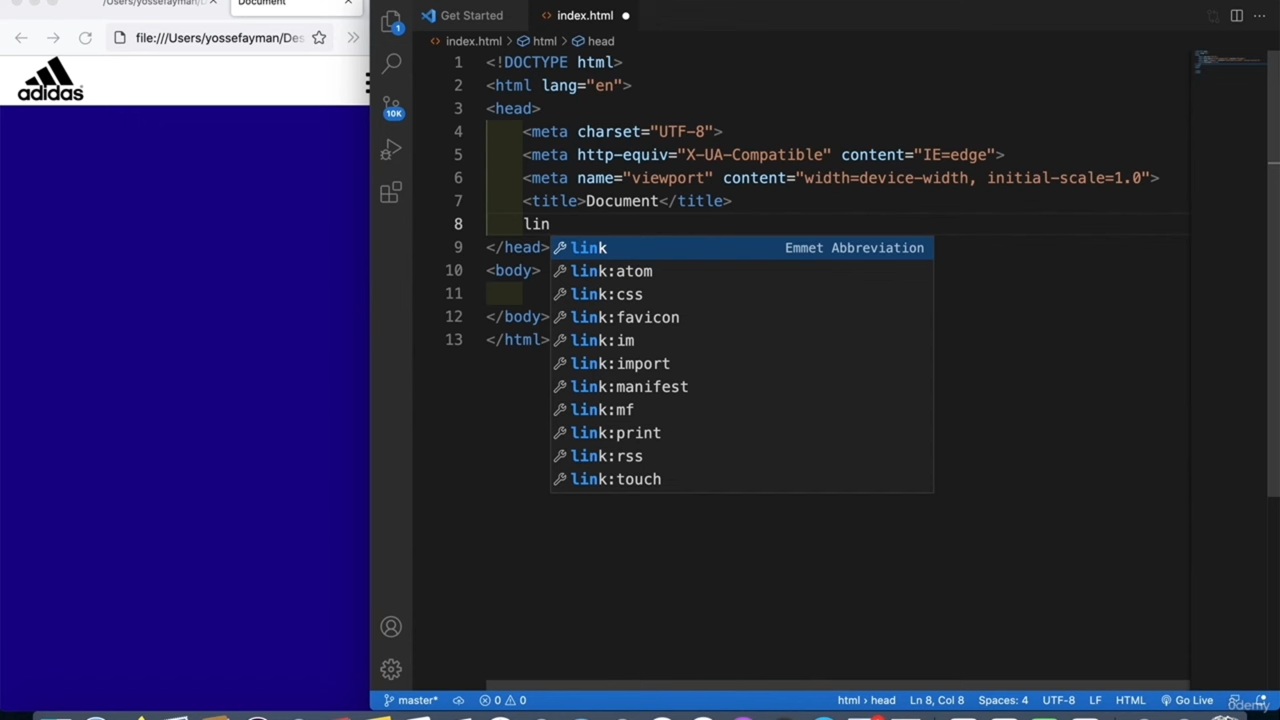 /Users/yossefayman/D
Document
file:///Users/yossefayman/Des
adidas
Get Started
index.html
index.html > html > head
1 <!DOCTYPE html>
2 <html lang="en">
3 <head>
4 <meta charset="UTF-8">
5 <meta http-equiv="X-UA-Compatible" content="IE=edge">
6 <meta name="viewport" content="width=device-width, initial-scale=1.0">
7 <title>Document</title>
8 lin
9 </head>
10 <body>
11
12 </body>
13 </html>
link Emmet Abbreviation
link:atom
link:css
link:favicon
link:im
link:import
link:manifest
link:mf
link:print
link:rss
link:touch
1
10K
master* 0 0 html > head Ln 8, Col 8 Spaces: 4 UTF-8 LF HTML Go Live
udemy